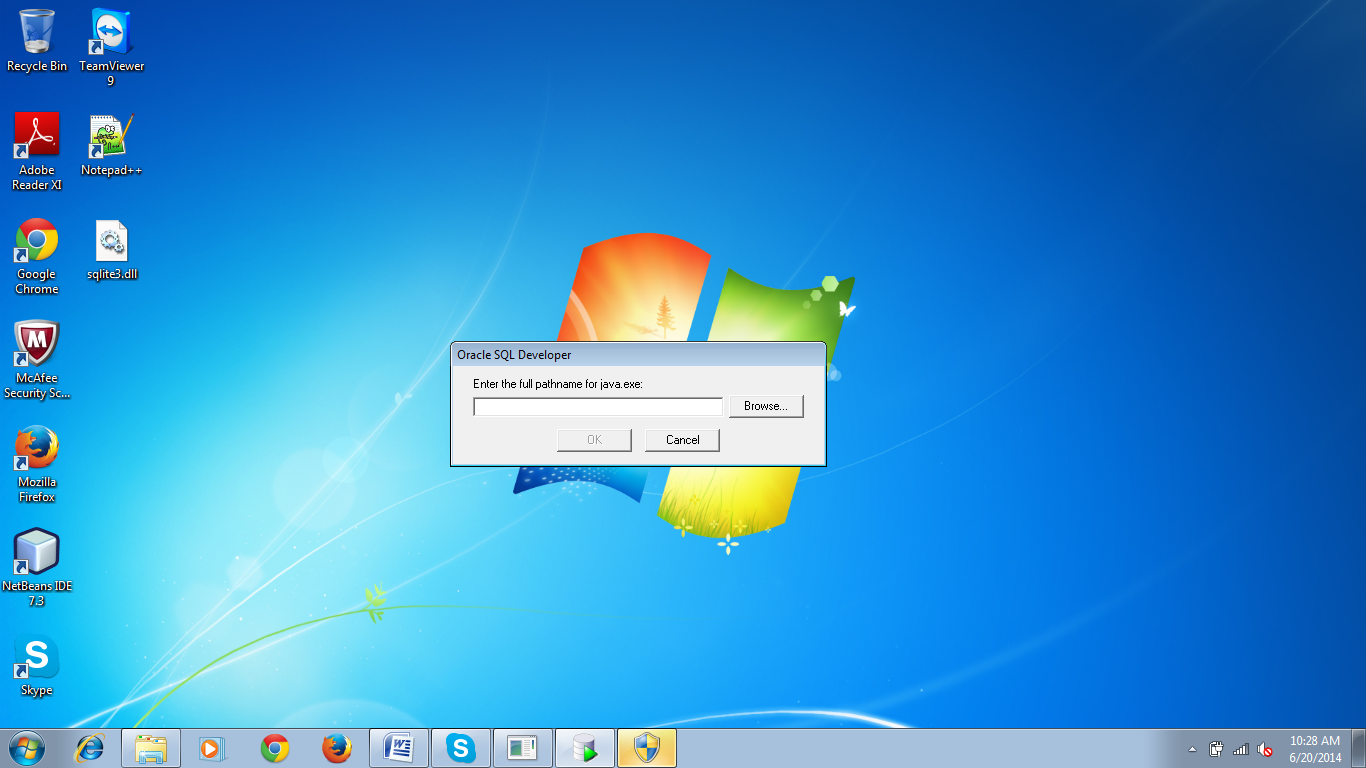 Recycle Bin
TeamViewer
9
Adobe
Reader XI
Notepad++
Google
Chrome
sqlite3.dll
McAfee
Security Sc...
Mozilla
Firefox
NetBeans IDE
7.3
S
Skype
Oracle SQL Developer
Enter the full pathname for java.exe:
Browse...
OK
Cancel
W
S
10:28 AM
6/20/2014